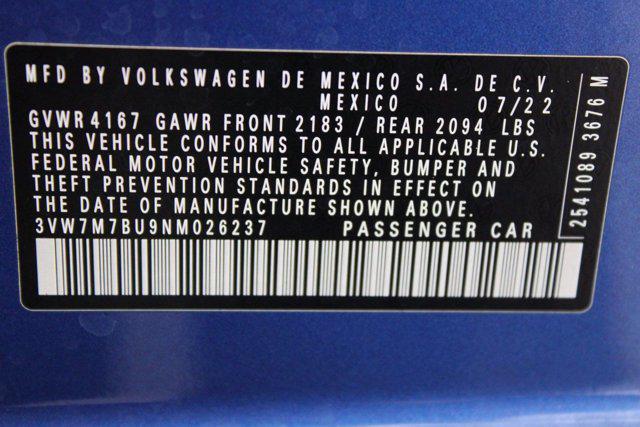 MFD BY VOLKSWAGEN DE MEXICO S.A. DE C.V.
MEXICO 07/22
GVWR 4167 GAWR FRONT 2183 / REAR 2094 LBS
THIS VEHICLE CONFORMS TO ALL APPLICABLE U.S.
FEDERAL MOTOR VEHICLE SAFETY, BUMPER AND
THEFT PREVENTION STANDARDS IN EFFECT ON
THE DATE OF MANUFACTURE SHOWN ABOVE.
3VW7M7BU9NM026237 PASSENGER CAR
2541089 3676 M